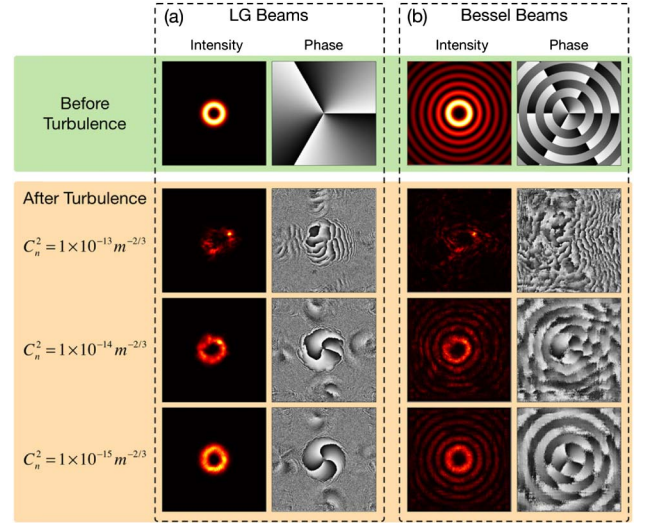 (a) LG Beams
Intensity Phase
(b) Bessel Beams
Intensity Phase
Before
Turbulence
After Turbulence
C_n^2 = 1×10^{-13} m^{-2/3}
C_n^2 = 1×10^{-14} m^{-2/3}
C_n^2 = 1×10^{-15} m^{-2/3}